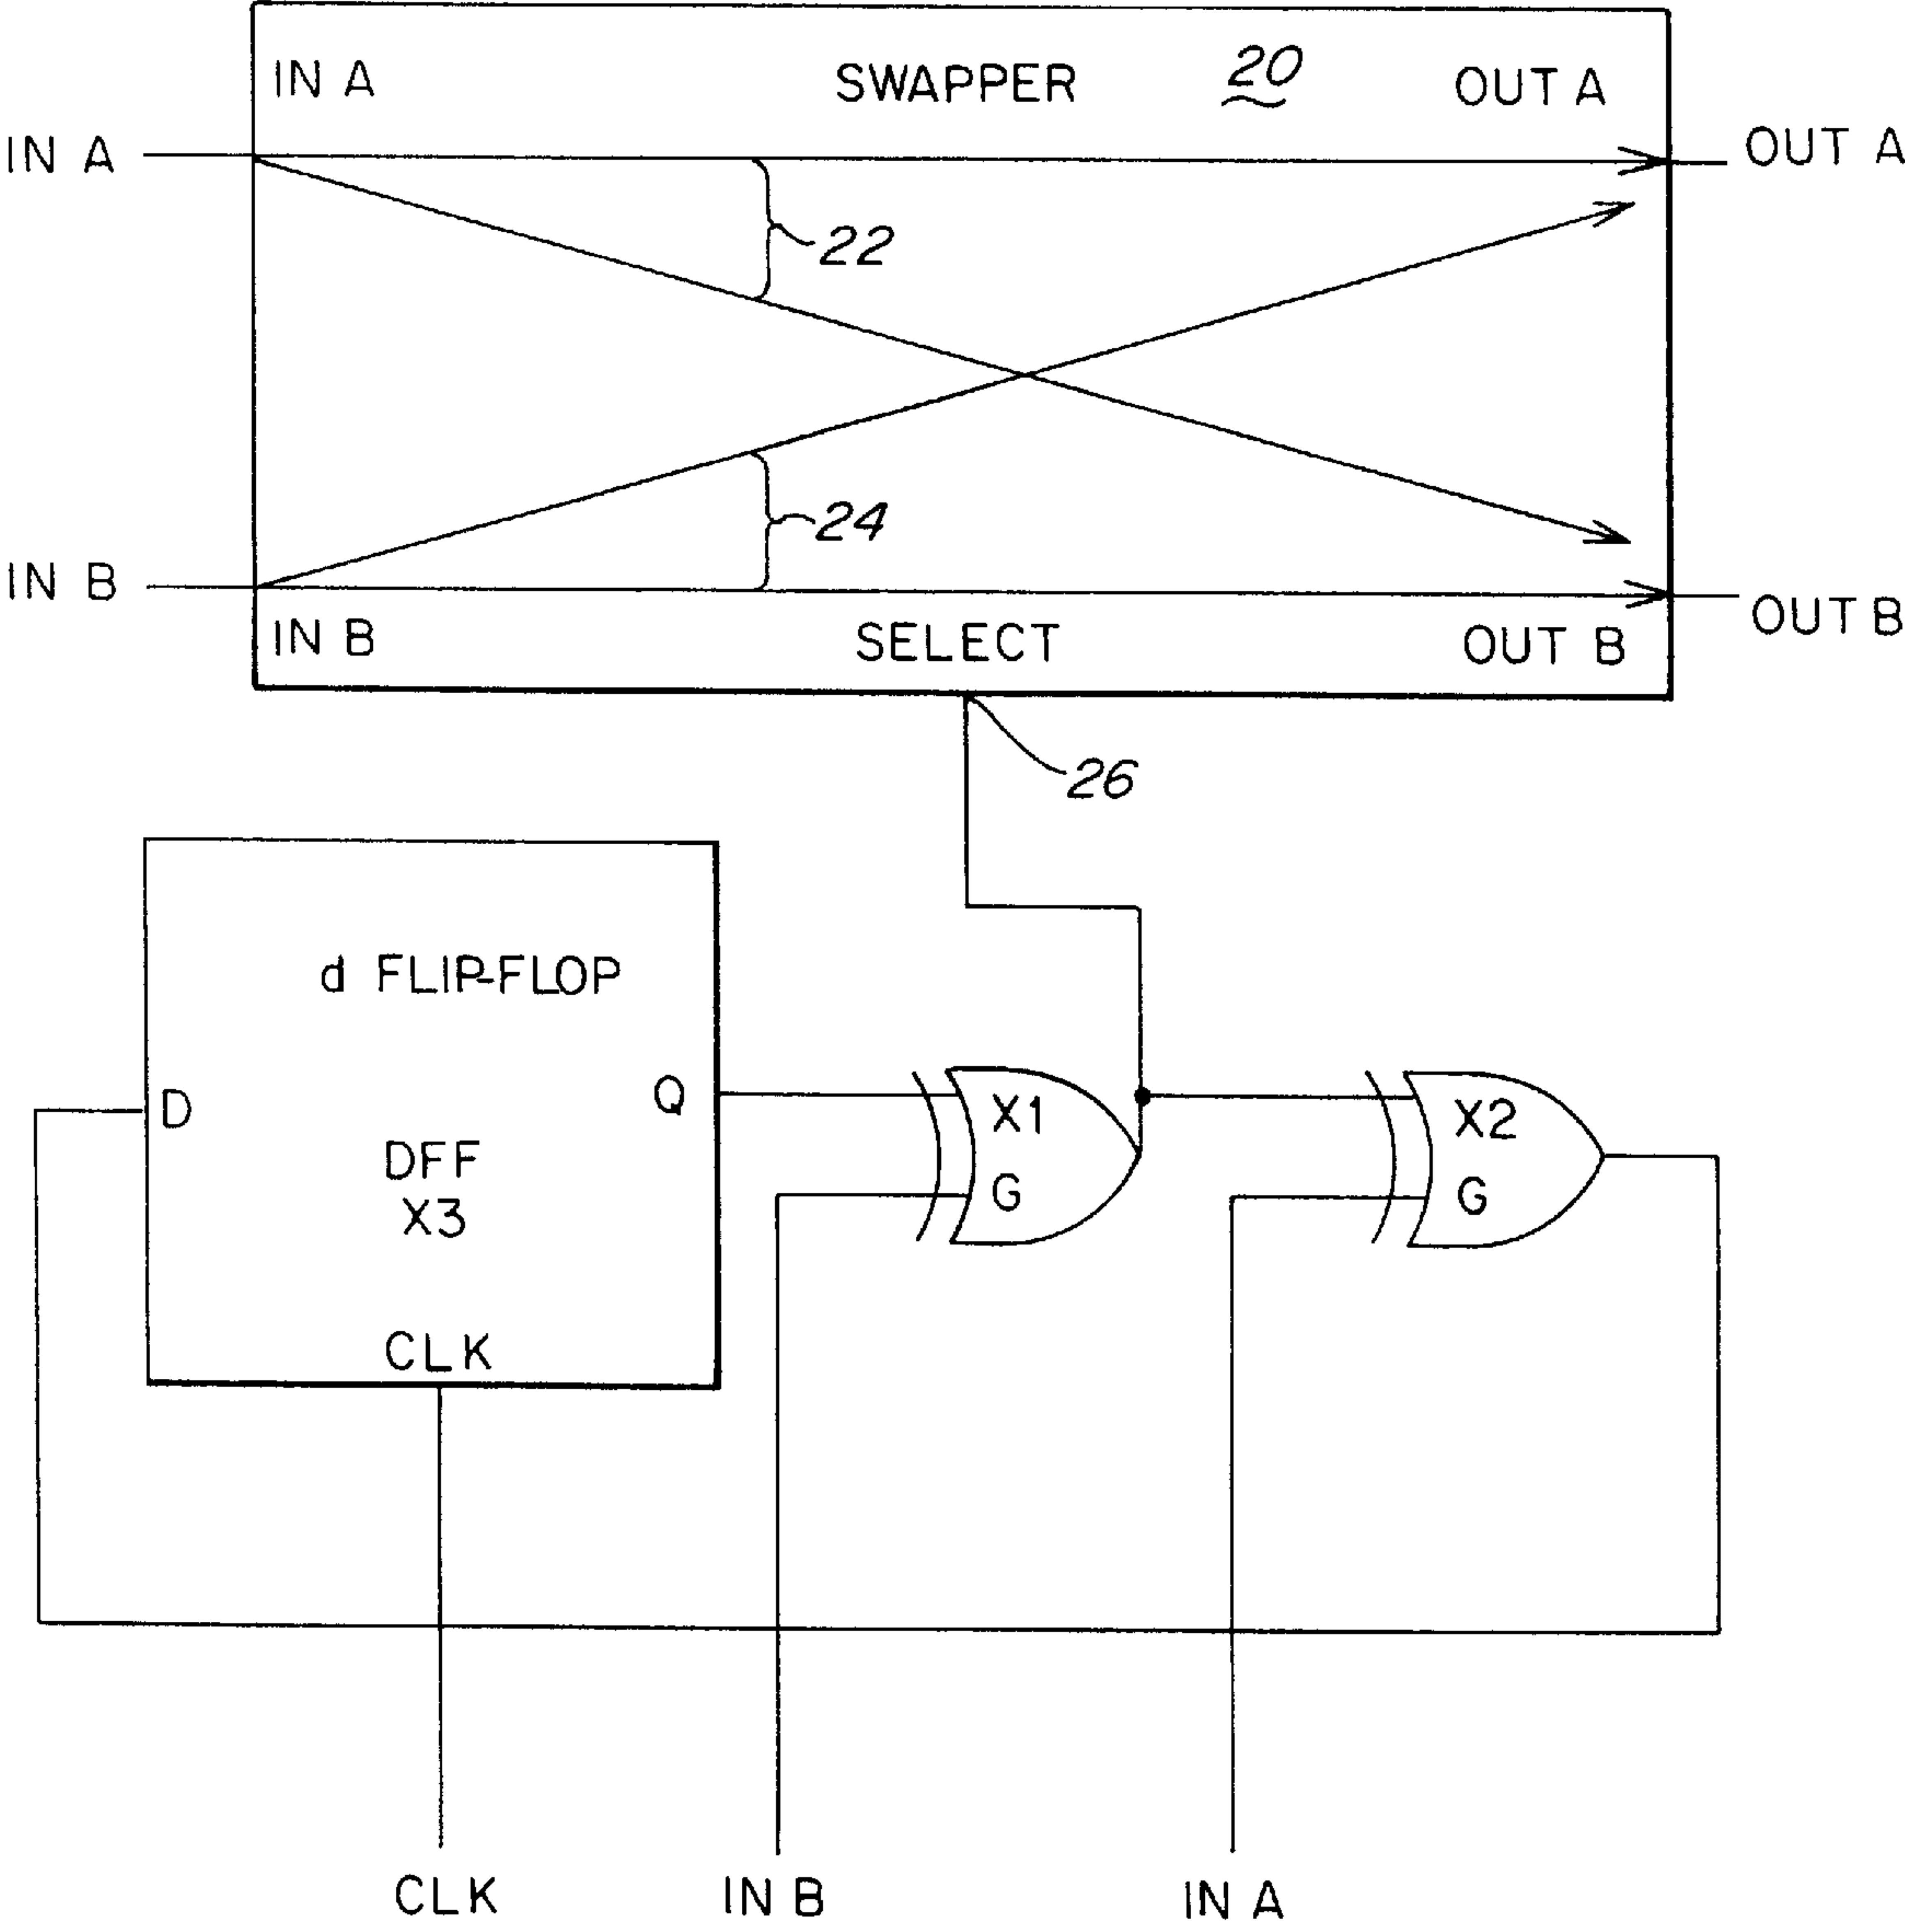 IN A SWAPPER 20 OUT A
IN A OUT A
22
24
IN B OUT B
IN B SELECT OUT B
26
d FLIP-FLOP
D Q X1 X2
DFF G G
X3
CLK
CLK IN B IN A